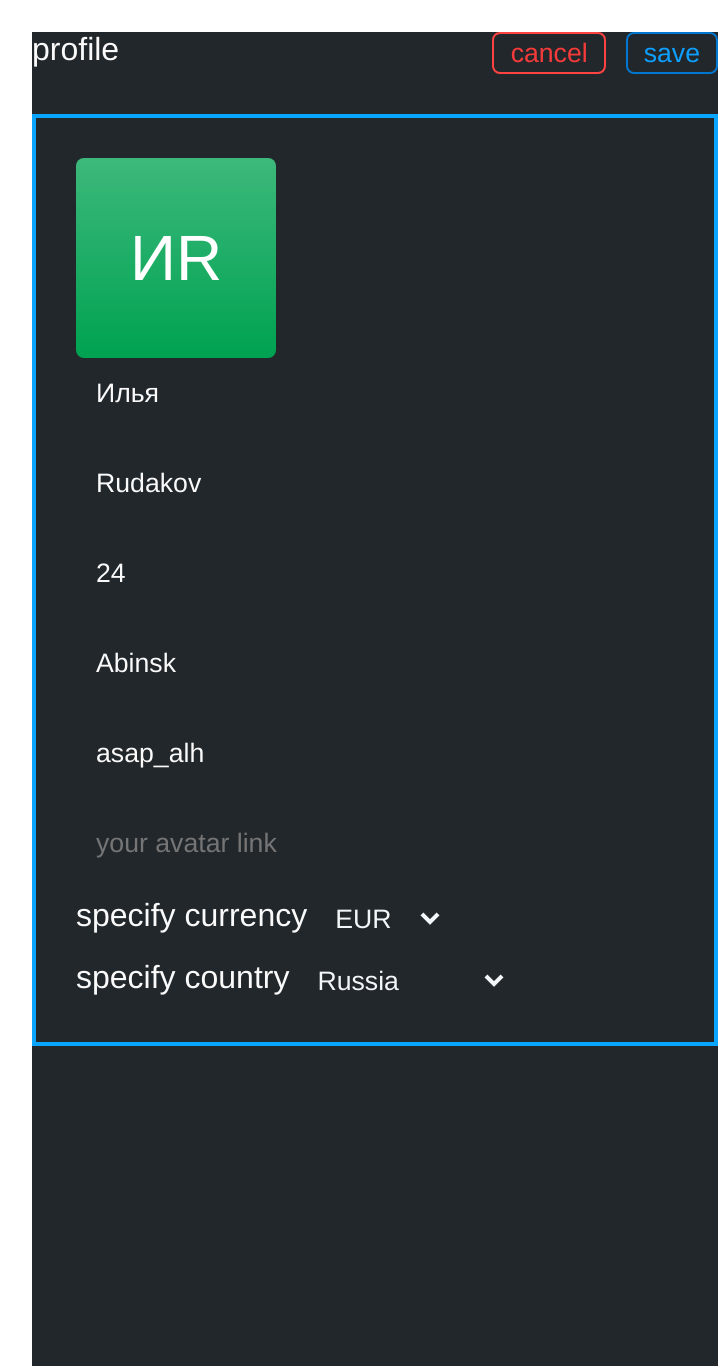 profile cancel save
ИR
Илья
Rudakov
24
Abinsk
asap_alh
your avatar link
specify currency EUR
specify country Russia